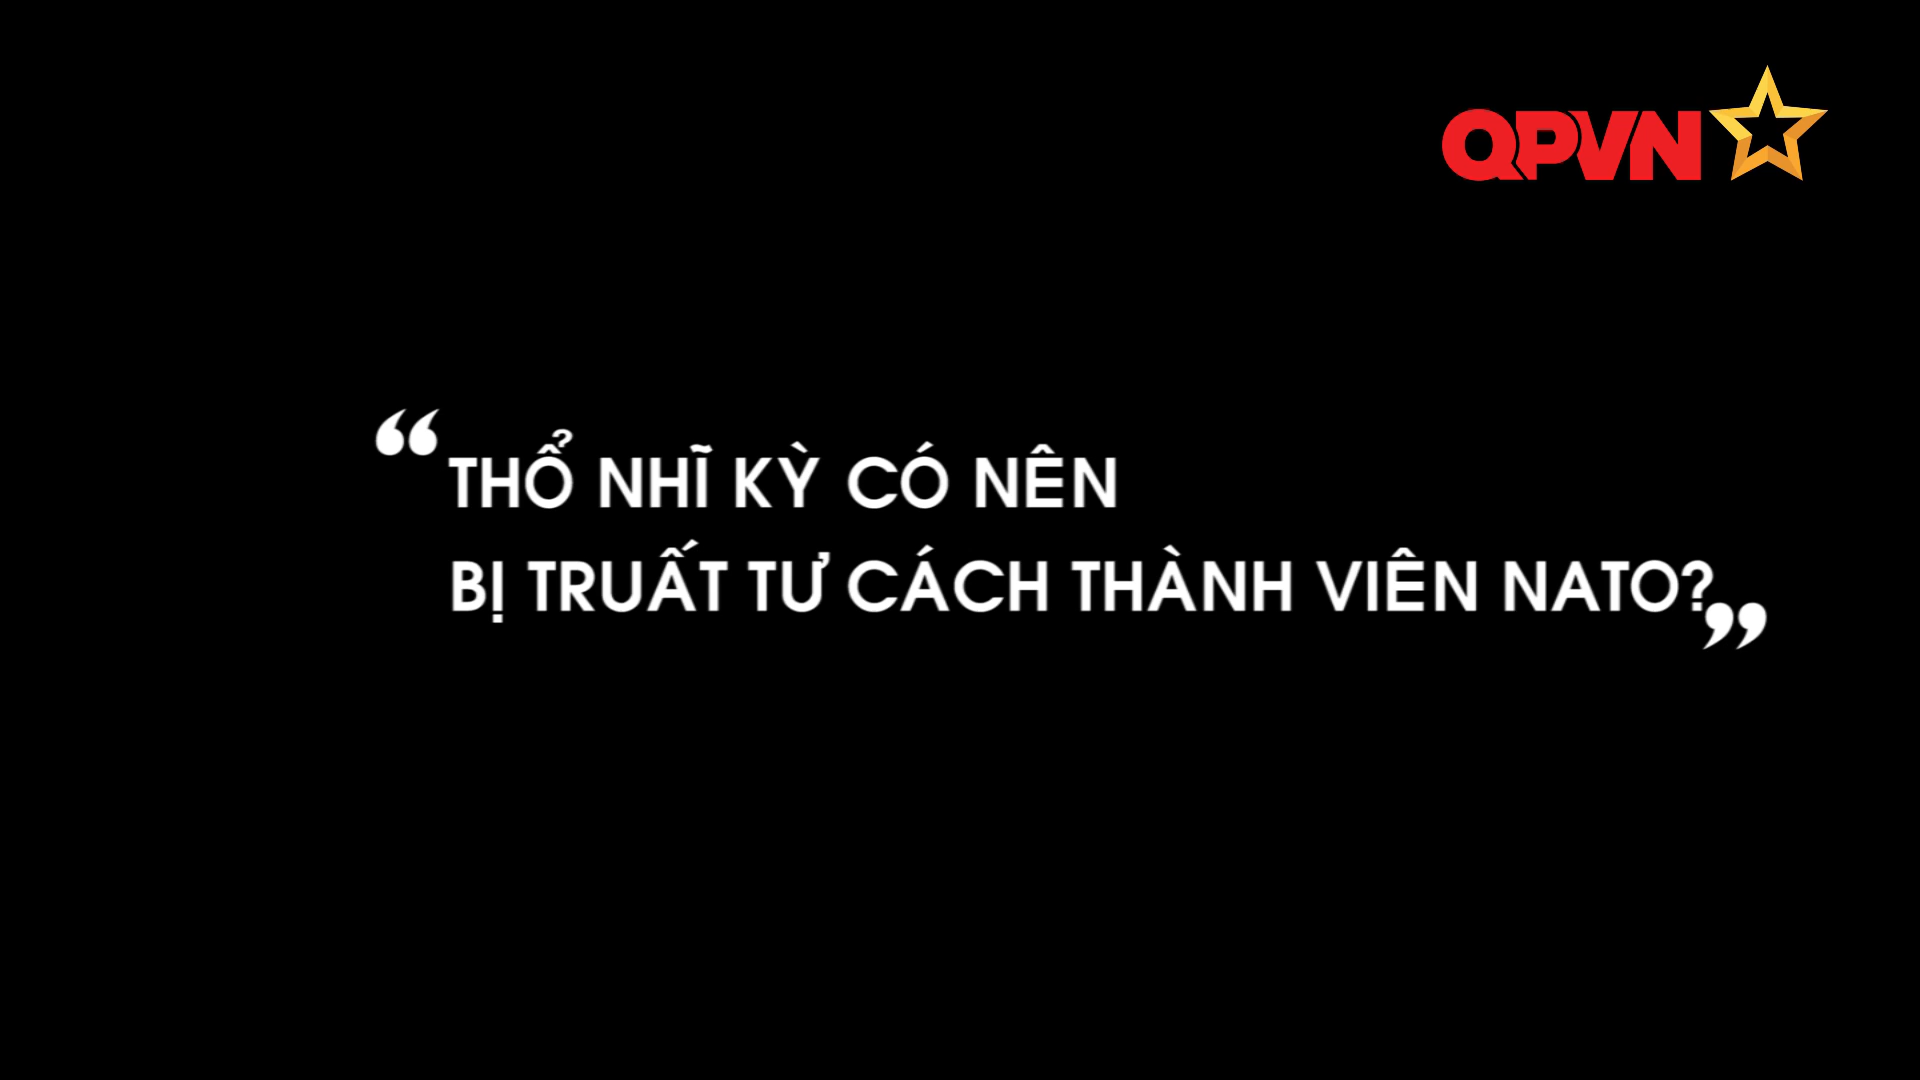 QPVN
“THỔ NHĨ KỲ CÓ NÊN
BỊ TRUẤT TƯ CÁCH THÀNH VIÊN NATO?”